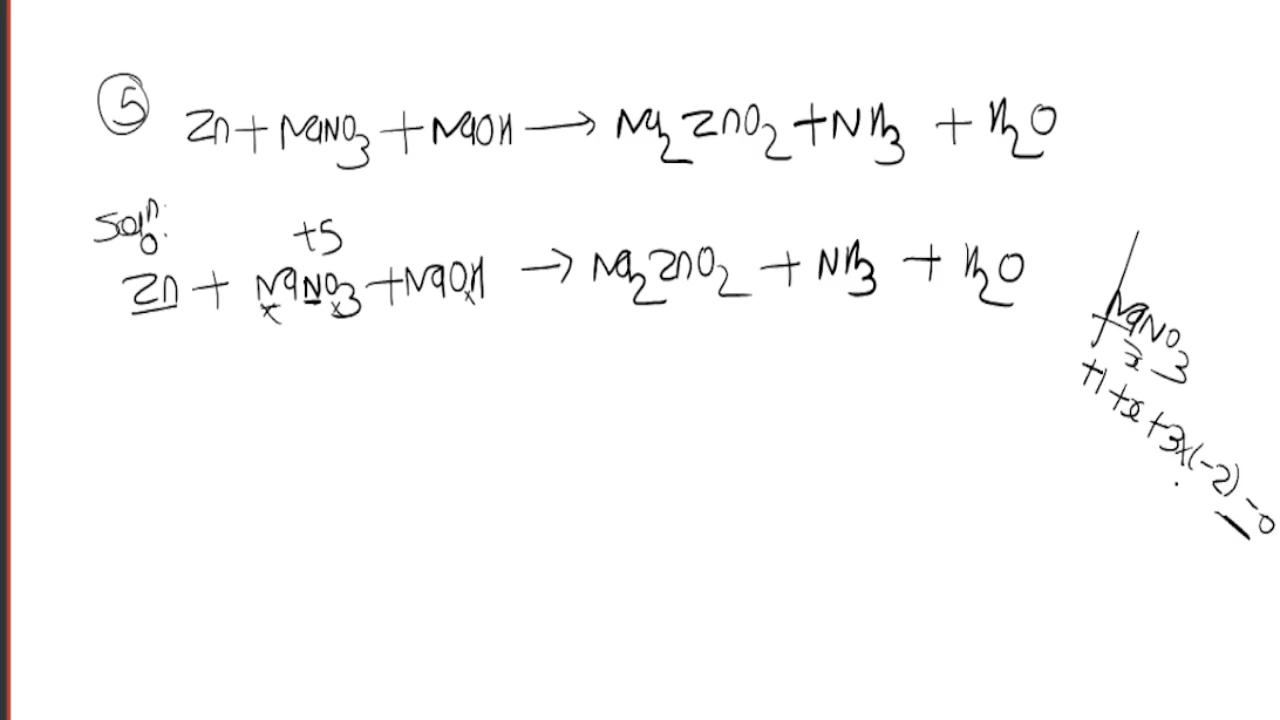 5 Zn + NaNO3 + NaOH → Na2ZnO2 + NH3 + H2O
Soln:
+5
Zn + NaNO3 + NaOH → Na2ZnO2 + NH3 + H2O
x x x
NaNO3
x
+1 +x + 3x(-2) = 0